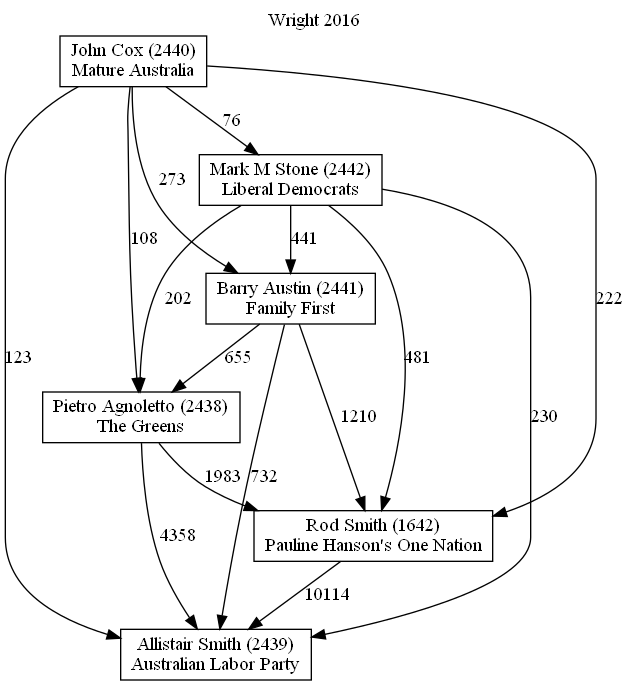 Wright 2016
John Cox (2440)
Mature Australia
76
Mark M Stone (2442)
Liberal Democrats
273
108
441
202
Barry Austin (2441)
Family First
222
123
655
481
Pietro Agnoletto (2438)
The Greens
1210
230
1983
732
Rod Smith (1642)
Pauline Hanson's One Nation
4358
10114
Allistair Smith (2439)
Australian Labor Party